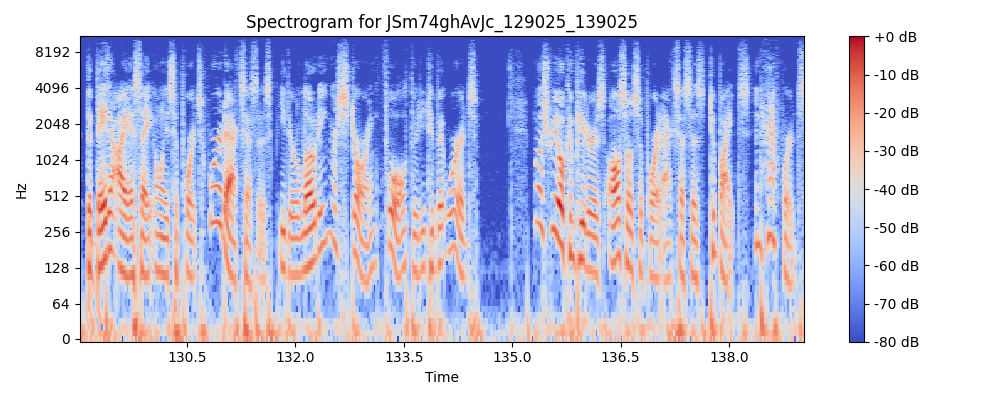 Spectrogram for JSm74ghAvJc_129025_139025
Hz
8192
4096
2048
1024
512
256
128
64
0
130.5 132.0 133.5 135.0 136.5 138.0
Time
+0 dB
-10 dB
-20 dB
-30 dB
-40 dB
-50 dB
-60 dB
-70 dB
-80 dB